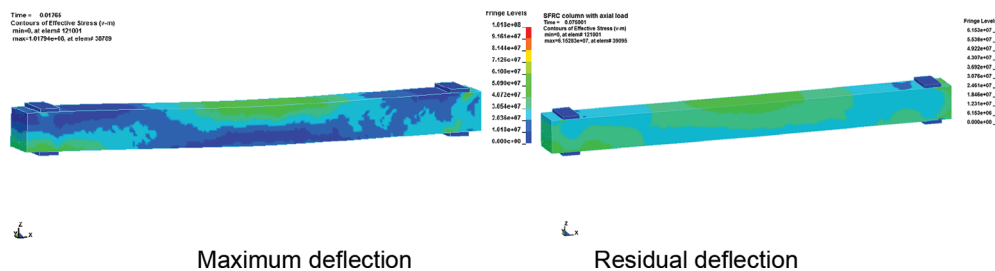 Time = 0.01765
Contours of Effective Stress (v-m)
min=0, at elem# 121001
max=1.01794e+08, at elem# 38789
Fringe Levels
1.018e+08
9.161e+07
8.144e+07
7.126e+07
6.108e+07
5.090e+07
4.072e+07
3.054e+07
2.036e+07
1.018e+07
0.000e+00
Z
X
Maximum deflection
SFRC column with axial load
Time = 0.075001
Contours of Effective Stress (v-m)
min=0, at elem# 121001
max=6.15283e+07, at elem# 39095
Fringe Level
6.153e+07
5.538e+07
4.922e+07
4.307e+07
3.692e+07
3.076e+07
2.461e+07
1.846e+07
1.231e+07
6.153e+06
0.000e+00
Z
X
Residual deflection